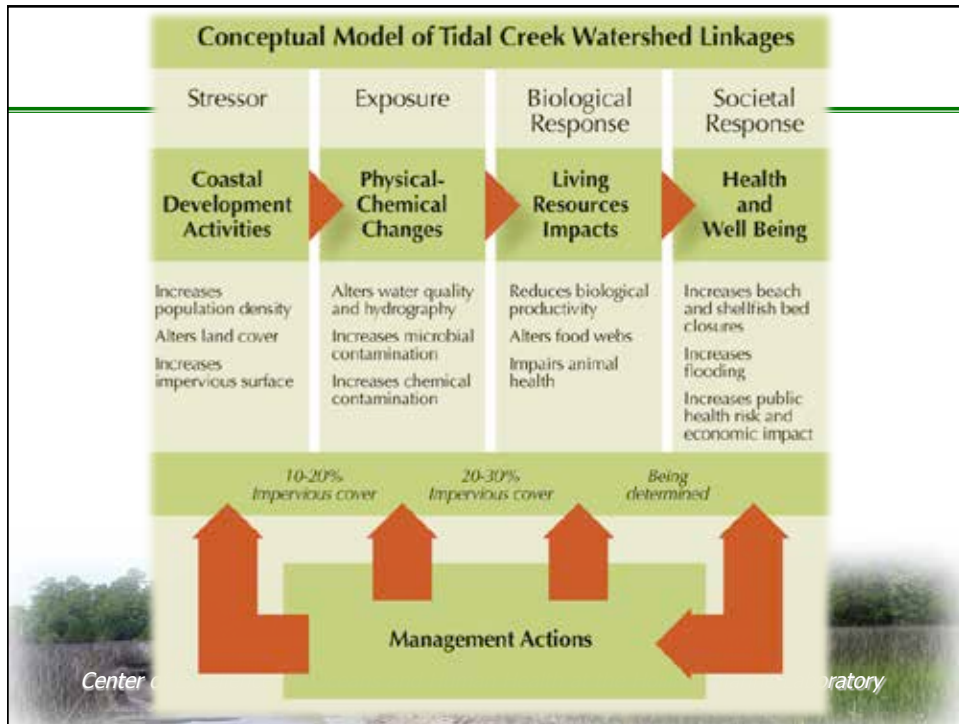 Conceptual Model of Tidal Creek Watershed Linkages
Stressor
Exposure
Biological
Response
Societal
Response
Coastal
Development
Activities
Physical-
Chemical
Changes
Living
Resources
Impacts
Health
and
Well Being
Increases
population density
Alters land cover
Increases
impervious surface
Alters water quality
and hydrography
Increases microbial
contamination
Increases chemical
contamination
Reduces biological
productivity
Alters food webs
Impairs animal
health
Increases beach
and shellfish bed
closures
Increases
flooding
Increases public
health risk and
economic impact
10-20%
Impervious cover
20-30%
Impervious cover
Being
determined
Management Actions
Center